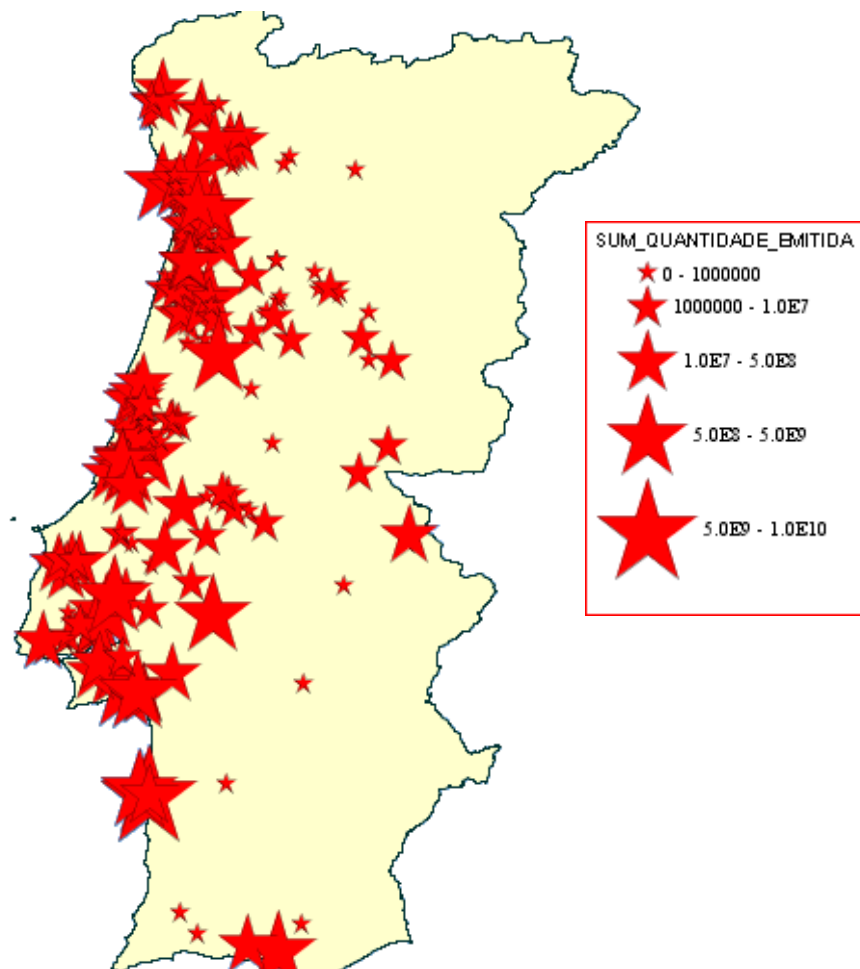 SUM_QUANTIDADE_EMITIDA
0 - 1000000
1000000 - 1.0E7
1.0E7 - 5.0E8
5.0E8 - 5.0E9
5.0E9 - 1.0E10